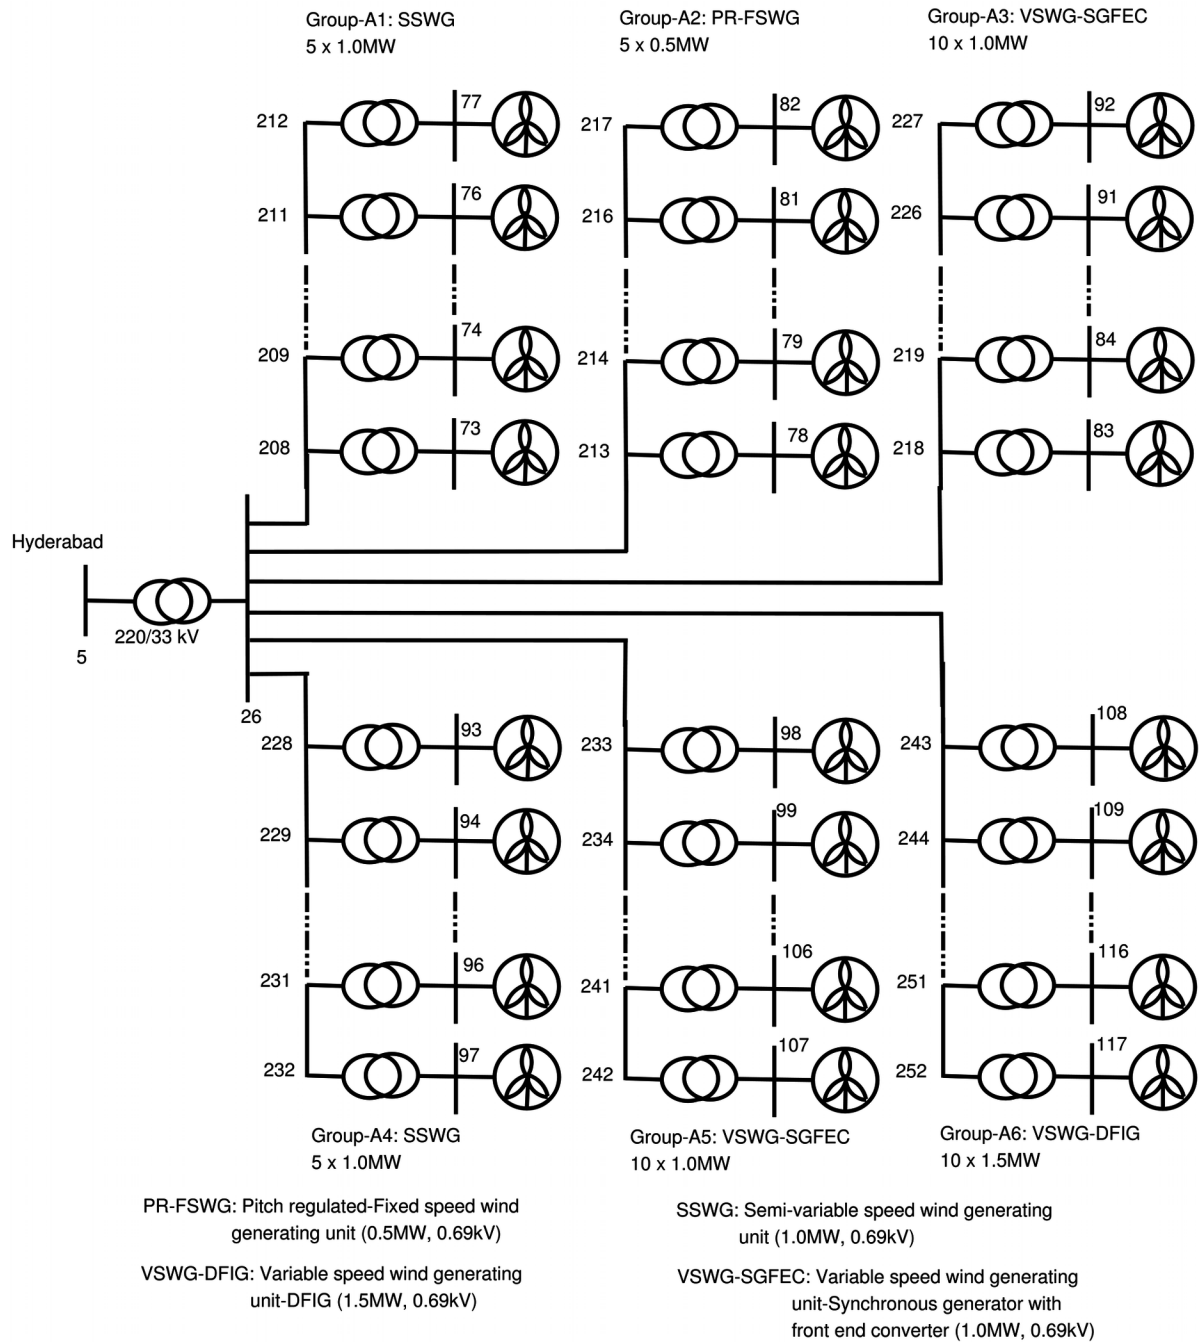 Group-A1: SSWG
5 x 1.0MW
Group-A2: PR-FSWG
5 x 0.5MW
Group-A3: VSWG-SGFEC
10 x 1.0MW
212
77
217
82
227
92
211
76
216
81
226
91
209
74
214
79
219
84
208
73
213
78
218
83
Hyderabad
220/33 kV
5
26
228
93
233
98
243
108
229
94
234
99
244
109
231
96
241
106
251
116
232
97
242
107
252
117
Group-A4: SSWG
5 x 1.0MW
Group-A5: VSWG-SGFEC
10 x 1.0MW
Group-A6: VSWG-DFIG
10 x 1.5MW
PR-FSWG: Pitch regulated-Fixed speed wind
generating unit (0.5MW, 0.69kV)
SSWG: Semi-variable speed wind generating
unit (1.0MW, 0.69kV)
VSWG-DFIG: Variable speed wind generating
unit-DFIG (1.5MW, 0.69kV)
VSWG-SGFEC: Variable speed wind generating
unit-Synchronous generator with
front end converter (1.0MW, 0.69kV)